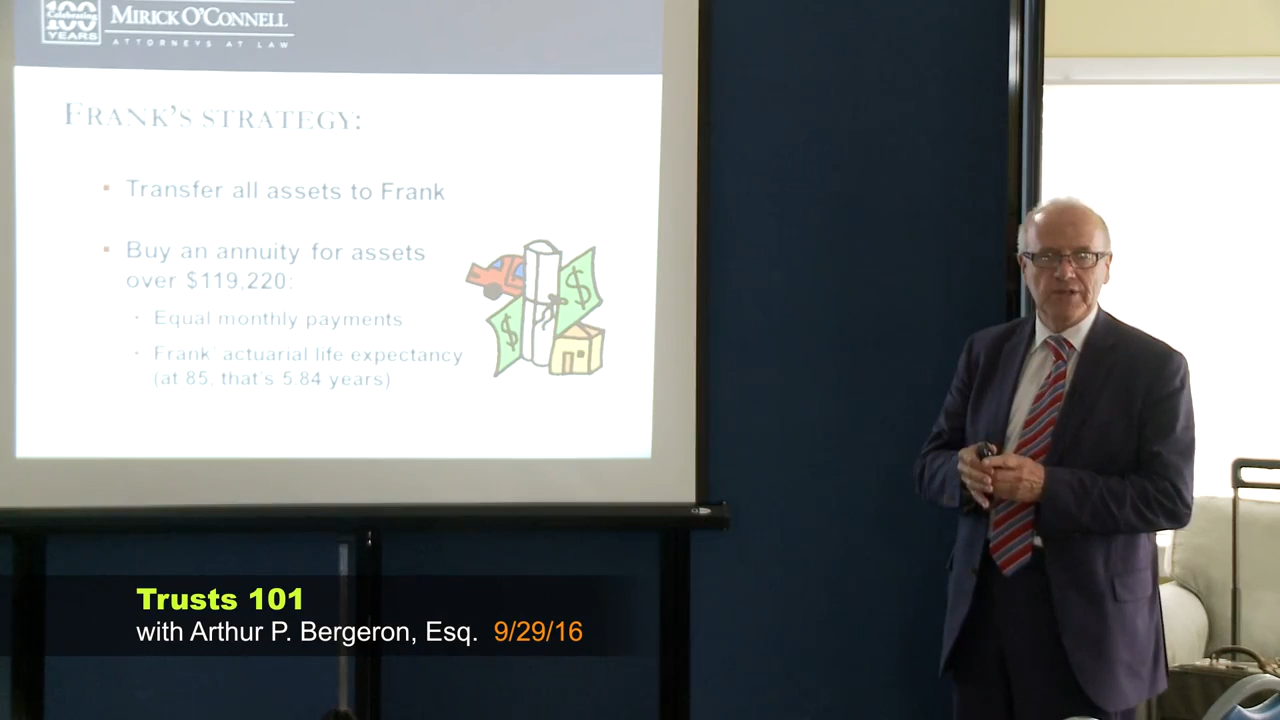 100
Celebrating
YEARS
MIRICK O'CONNELL
ATTORNEYS AT LAW
FRANK'S STRATEGY:
▪ Transfer all assets to Frank
▪ Buy an annuity for assets
over $119,220:
· Equal monthly payments
· Frank' actuarial life expectancy
(at 85, that's 5.84 years)
$
$
Trusts 101
with Arthur P. Bergeron, Esq. 9/29/16